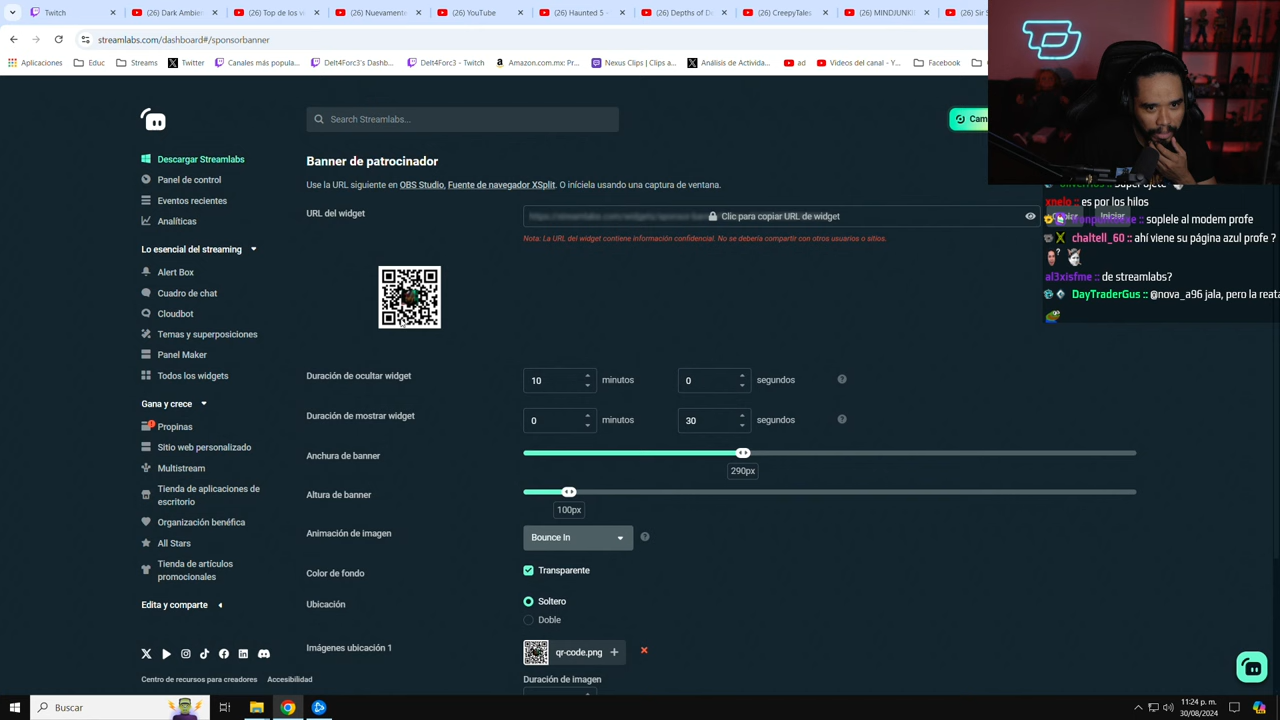 Twitch
(26) Dark Ambier
(26) Top de los v
(26) Nuevamente
(26) YouTube
(26) Haunted 5 -
(26) Depths of D
(26) CreepyTales
(26) MINDJUNKI
(26) Sir S
streamlabs.com/dashboard#/sponsorbanner
Aplicaciones
Educ
Streams
Twitter
Canales más popula...
Delt4Forc3's Dashb...
Delt4Forc3 - Twitch
Amazon.com.mx: Pr...
Nexus Clips | Clips a...
Análisis de Activida...
ad
Videos del canal - Y...
Facebook
Search Streamlabs...
Cam
Descargar Streamlabs
Panel de control
Eventos recientes
Analíticas
Lo esencial del streaming
Alert Box
Cuadro de chat
Cloudbot
Temas y superposiciones
Panel Maker
Todos los widgets
Gana y crece
Propinas
Sitio web personalizado
Multistream
Tienda de aplicaciones de
escritorio
Organización benéfica
All Stars
Tienda de artículos
promocionales
Edita y comparte
Centro de recursos para creadores
Accesibilidad
Banner de patrocinador
Use la URL siguiente en OBS Studio, Fuente de navegador XSplit. O iníciela usando una captura de ventana.
URL del widget
Clic para copiar URL de widget
Iniciar
Nota: La URL del widget contiene información confidencial. No se debería compartir con otros usuarios o sitios.
Duración de ocultar widget
10 minutos 0 segundos
Duración de mostrar widget
0 minutos 30 segundos
Anchura de banner
290px
Altura de banner
100px
Animación de imagen
Bounce In
Color de fondo
Transparente
Ubicación
Soltero
Doble
Imágenes ubicación 1
qr-code.png
Duración de imagen
xnelo :: es por los hilos
:: soplele al modem profe
chaltell_60 :: ahí viene su página azul profe ?
al3xisfme :: de streamlabs?
DayTraderGus :: @nova_a96 jala, pero la reata
Buscar
11:24 p. m.
30/08/2024